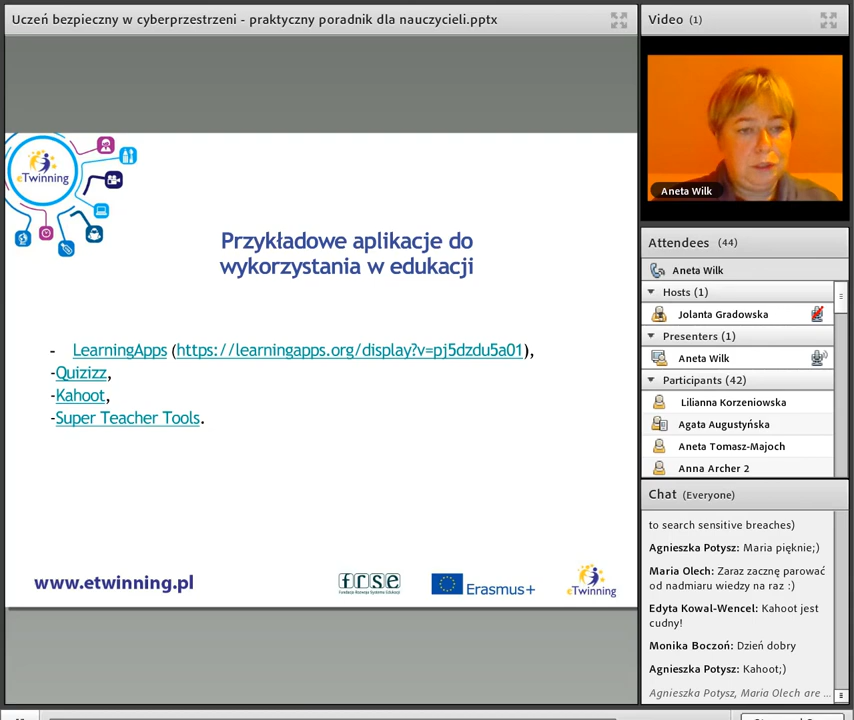 Uczeń bezpieczny w cyberprzestrzeni - praktyczny poradnik dla nauczycieli.pptx
eTwinning
Przykładowe aplikacje do
wykorzystania w edukacji
- LearningApps (https://learningapps.org/display?v=pj5dzdu5a01),
-Quizizz,
-Kahoot,
-Super Teacher Tools.
www.etwinning.pl
frse
Fundacja Rozwoju Systemu Edukacji
Erasmus+
eTwinning
Video (1)
Aneta Wilk
Attendees (44)
Aneta Wilk
Hosts (1)
Jolanta Gradowska
Presenters (1)
Aneta Wilk
Participants (42)
Lilianna Korzeniowska
Agata Augustyńska
Aneta Tomasz-Majoch
Anna Archer 2
Chat (Everyone)
to search sensitive breaches)
Agnieszka Potysz: Maria pięknie;)
Maria Olech: Zaraz zacznę parować
od nadmiaru wiedzy na raz :)
Edyta Kowal-Wencel: Kahoot jest
cudny!
Monika Boczoń: Dzień dobry
Agnieszka Potysz: Kahoot;)
Agnieszka Potysz, Maria Olech are ...